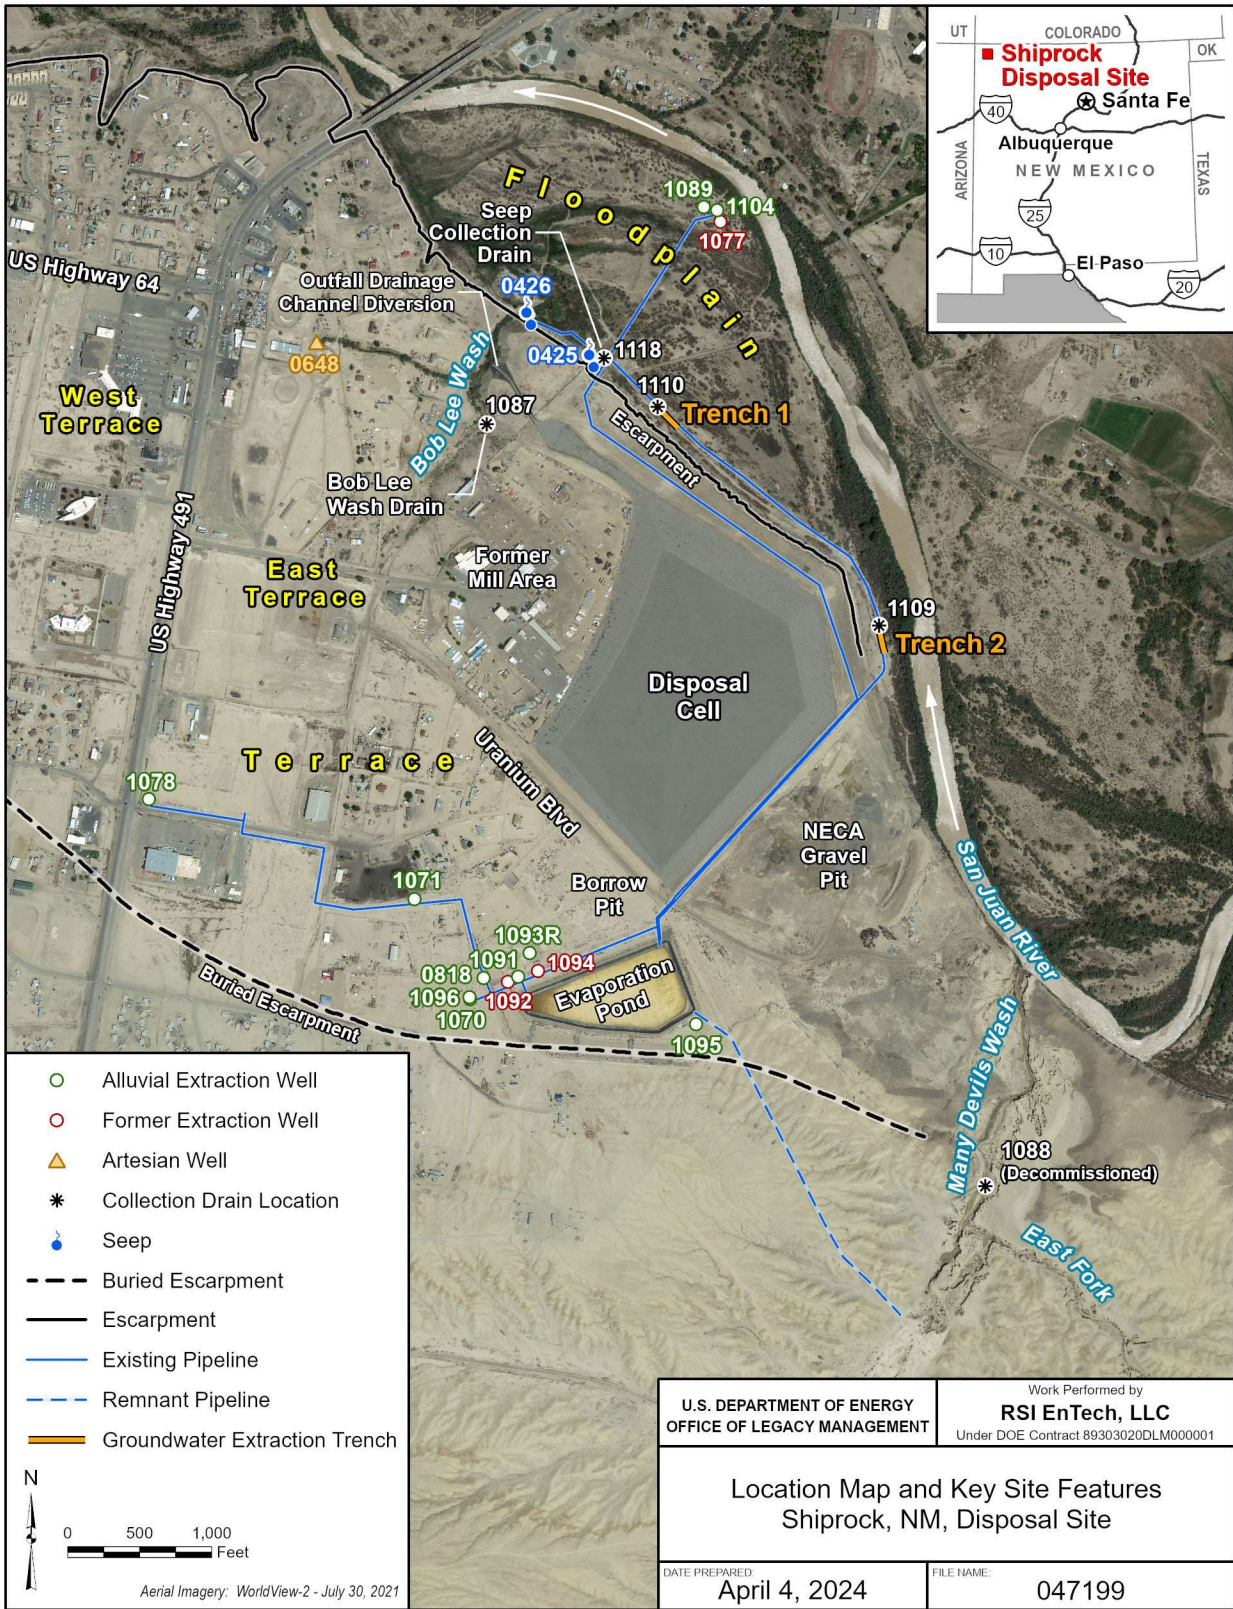 UT
COLORADO
OK
Shiprock
Disposal Site
40
Santa Fe
Albuquerque
NEW MEXICO
ARIZONA
TEXAS
25
10
El Paso
20
Floodplain
1089
1104
1077
Seep
Collection
Drain
US Highway 64
Outfall Drainage
Channel Diversion
0426
0425
1118
0648
Bob Lee Wash
1110
Trench 1
West
Terrace
1087
Escarpment
Bob Lee
Wash Drain
US Highway 491
East
Terrace
Former
Mill Area
1109
Trench 2
Disposal
Cell
Terrace
Uranium Blvd
1078
NECA
Gravel
Pit
San Juan River
1071
Borrow
Pit
1093R
1091
1094
0818
1096
1092
1070
Evaporation
Pond
Buried Escarpment
1095
Many Devils Wash
1088
(Decommissioned)
East Fork
Alluvial Extraction Well
Former Extraction Well
Artesian Well
Collection Drain Location
Seep
Buried Escarpment
Escarpment
Existing Pipeline
Remnant Pipeline
Groundwater Extraction Trench
N
0 500 1,000
Feet
Aerial Imagery: WorldView-2 - July 30, 2021
U.S. DEPARTMENT OF ENERGY
OFFICE OF LEGACY MANAGEMENT
Work Performed by
RSI EnTech, LLC
Under DOE Contract 89303020DLM000001
Location Map and Key Site Features
Shiprock, NM, Disposal Site
DATE PREPARED:
April 4, 2024
FILE NAME:
047199